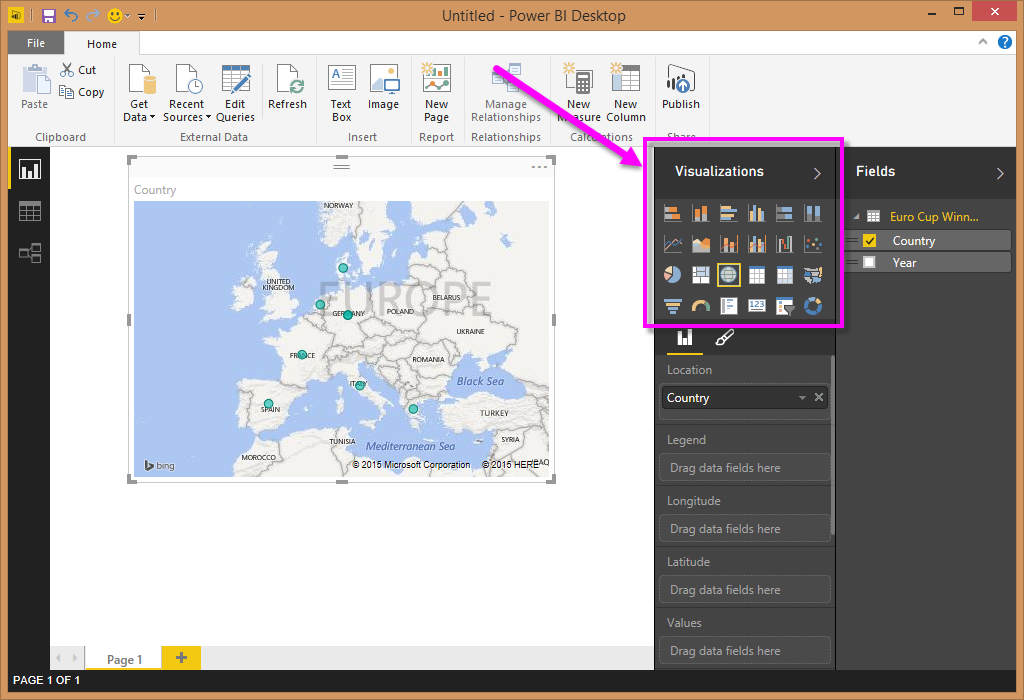 Untitled - Power BI Desktop
File
Home
Paste
Cut
Copy
Clipboard
Get Data
Recent Sources
Edit Queries
External Data
Refresh
Text Box
Image
Insert
New Page
Report
Manage Relationships
Relationships
New Measure
New Column
Calculations
Publish
Share
Country
NORWAY
UNITED KINGDOM
EUROPE
BELARUS
GERMANY
POLAND
UKRAINE
FRANCE
ROMANIA
ITALY
Black Sea
SPAIN
TURKEY
TUNISIA
SYRIA
Mediterranean Sea
MOROCCO
IRAQ
bing
© 2015 Microsoft Corporation
© 2015 HERE
Visualizations
123
Location
Country
Legend
Drag data fields here
Longitude
Drag data fields here
Latitude
Drag data fields here
Values
Drag data fields here
Fields
Euro Cup Winn...
Country
Year
Page 1
PAGE 1 OF 1